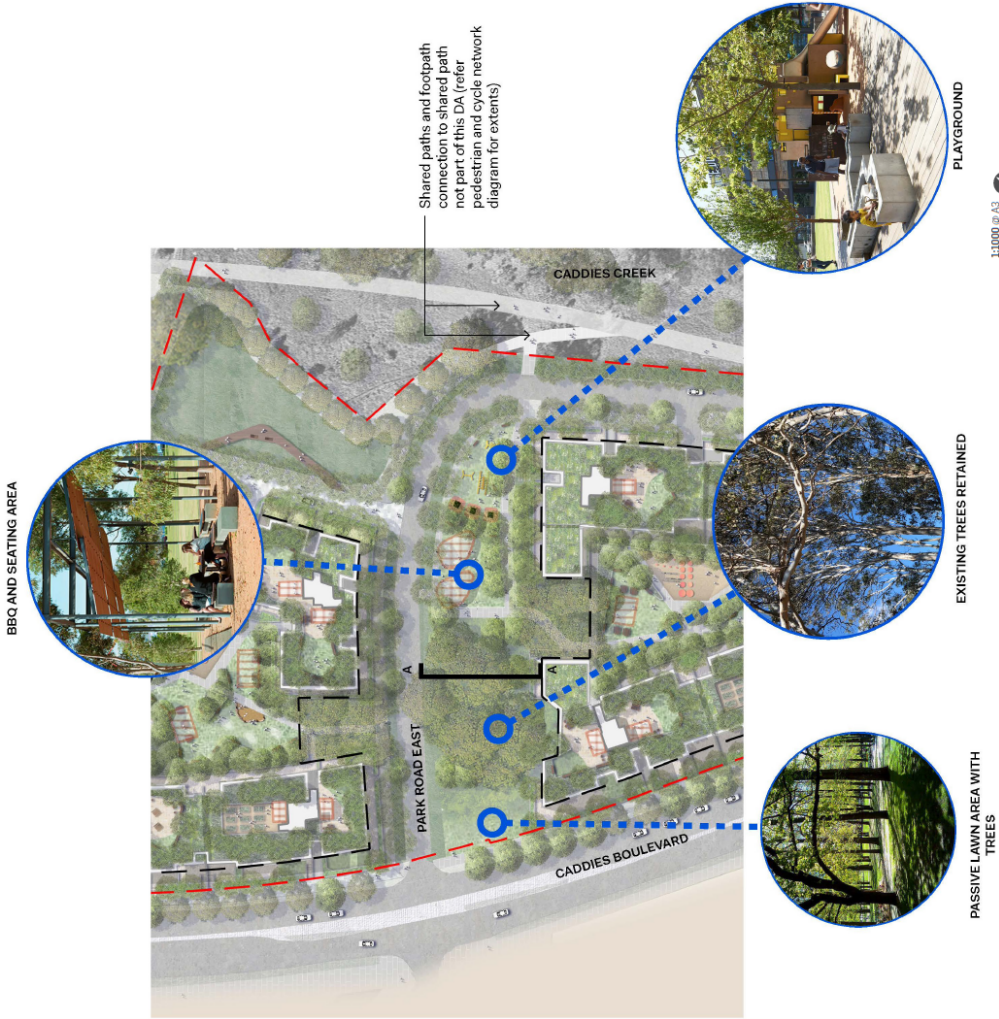 BBQ AND SEATING AREA
Shared paths and footpath
connection to shared path
not part of this DA (refer
pedestrian and cycle network
diagram for extents)
CADDIES CREEK
PARK ROAD EAST
A
A
CADDIES BOULEVARD
PLAYGROUND
EXISTING TREES RETAINED
PASSIVE LAWN AREA WITH
TREES
1:1000 @ A3